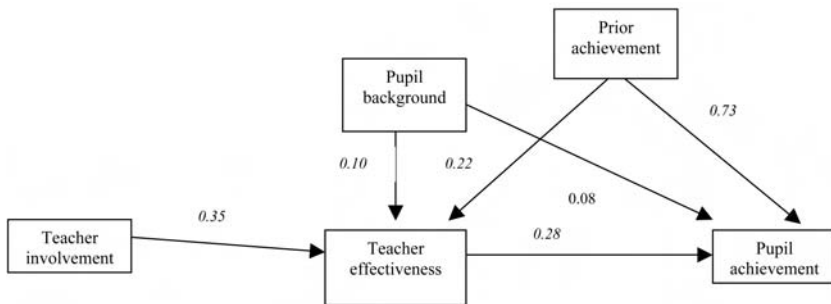 Prior
achievement
Pupil
background
0.73
0.10
0.22
0.08
0.35
0.28
Teacher
involvement
Teacher
effectiveness
Pupil
achievement